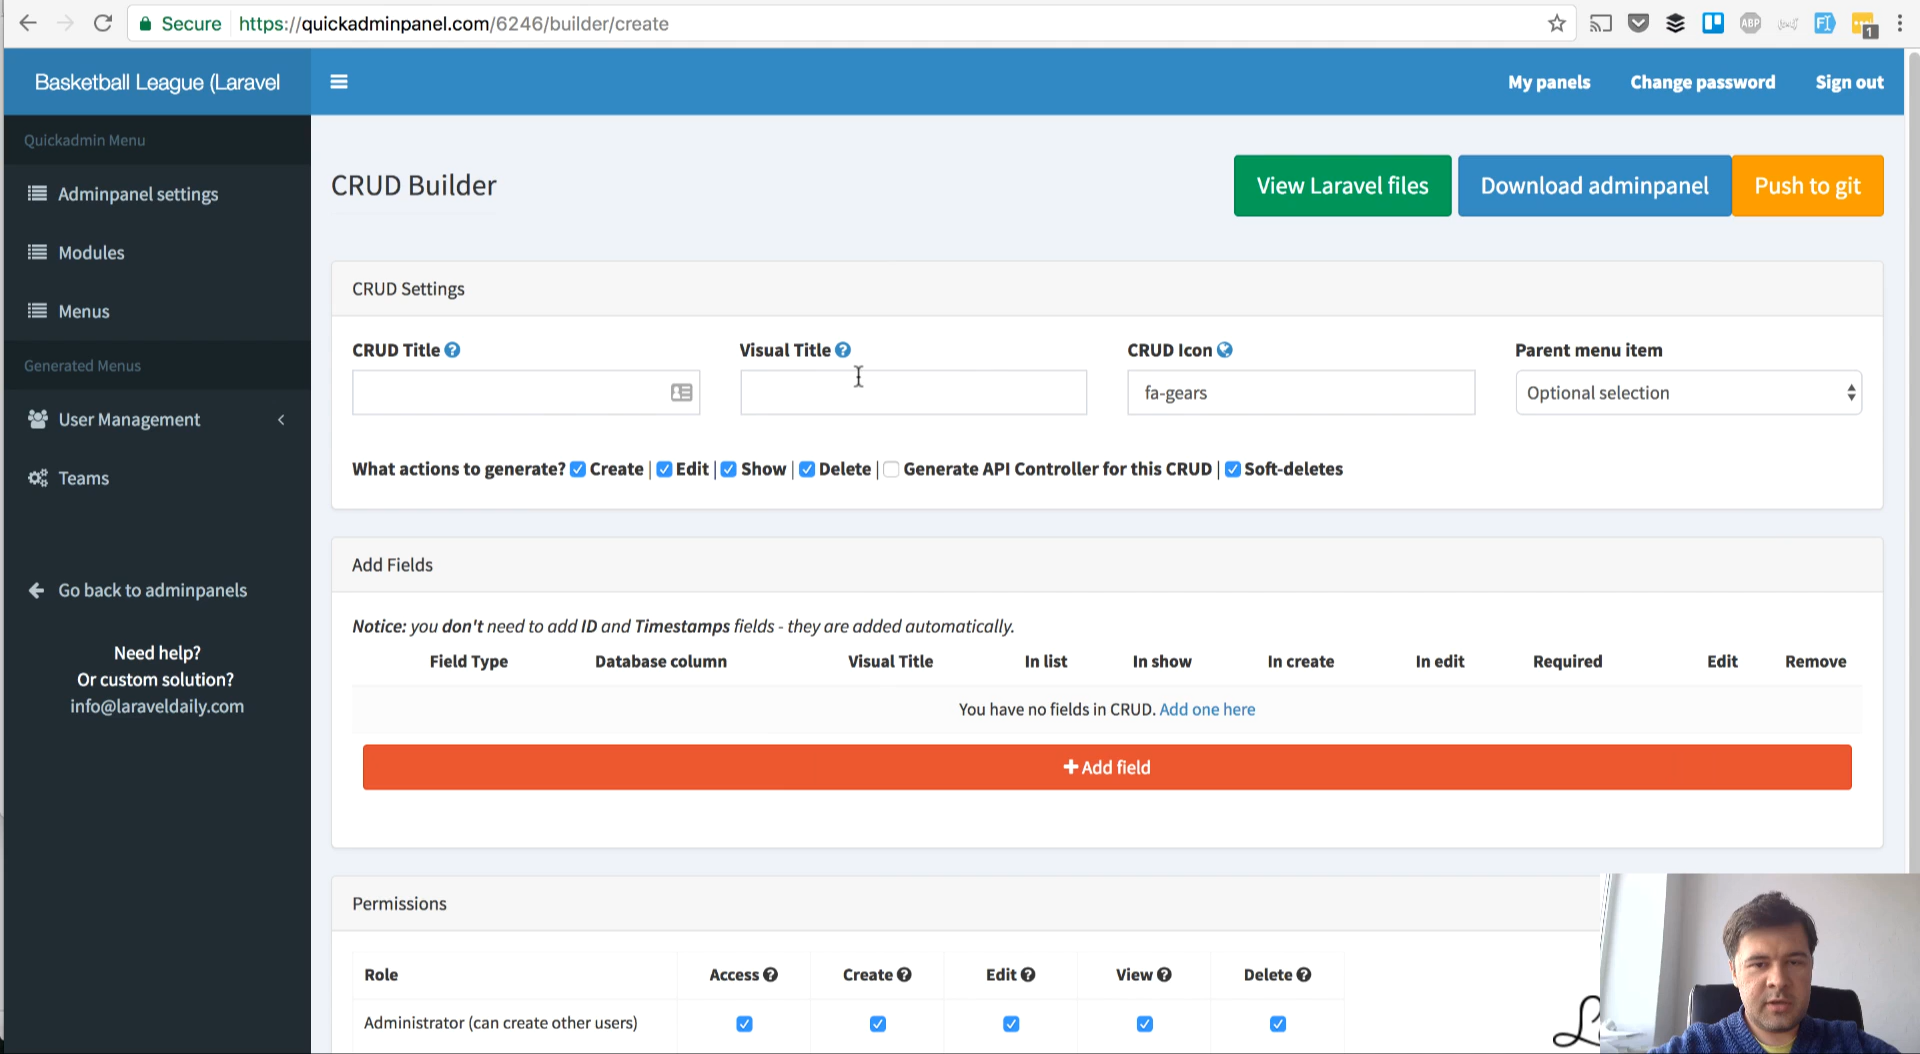 Secure https://quickadminpanel.com/6246/builder/create
ABP
1
Basketball League (Laravel
My panels Change password Sign out
Quickadmin Menu
Adminpanel settings
Modules
Menus
Generated Menus
User Management
Teams
Go back to adminpanels
Need help?
Or custom solution?
info@laraveldaily.com
CRUD Builder
View Laravel files Download adminpanel Push to git
CRUD Settings
CRUD Title ? Visual Title ? CRUD Icon Parent menu item
fa-gears Optional selection
What actions to generate? Create | Edit | Show | Delete | Generate API Controller for this CRUD | Soft-deletes
Add Fields
Notice: you don't need to add ID and Timestamps fields - they are added automatically.
Field Type Database column Visual Title In list In show In create In edit Required Edit Remove
You have no fields in CRUD. Add one here
+ Add field
Permissions
Role Access ? Create ? Edit ? View ? Delete ?
Administrator (can create other users)